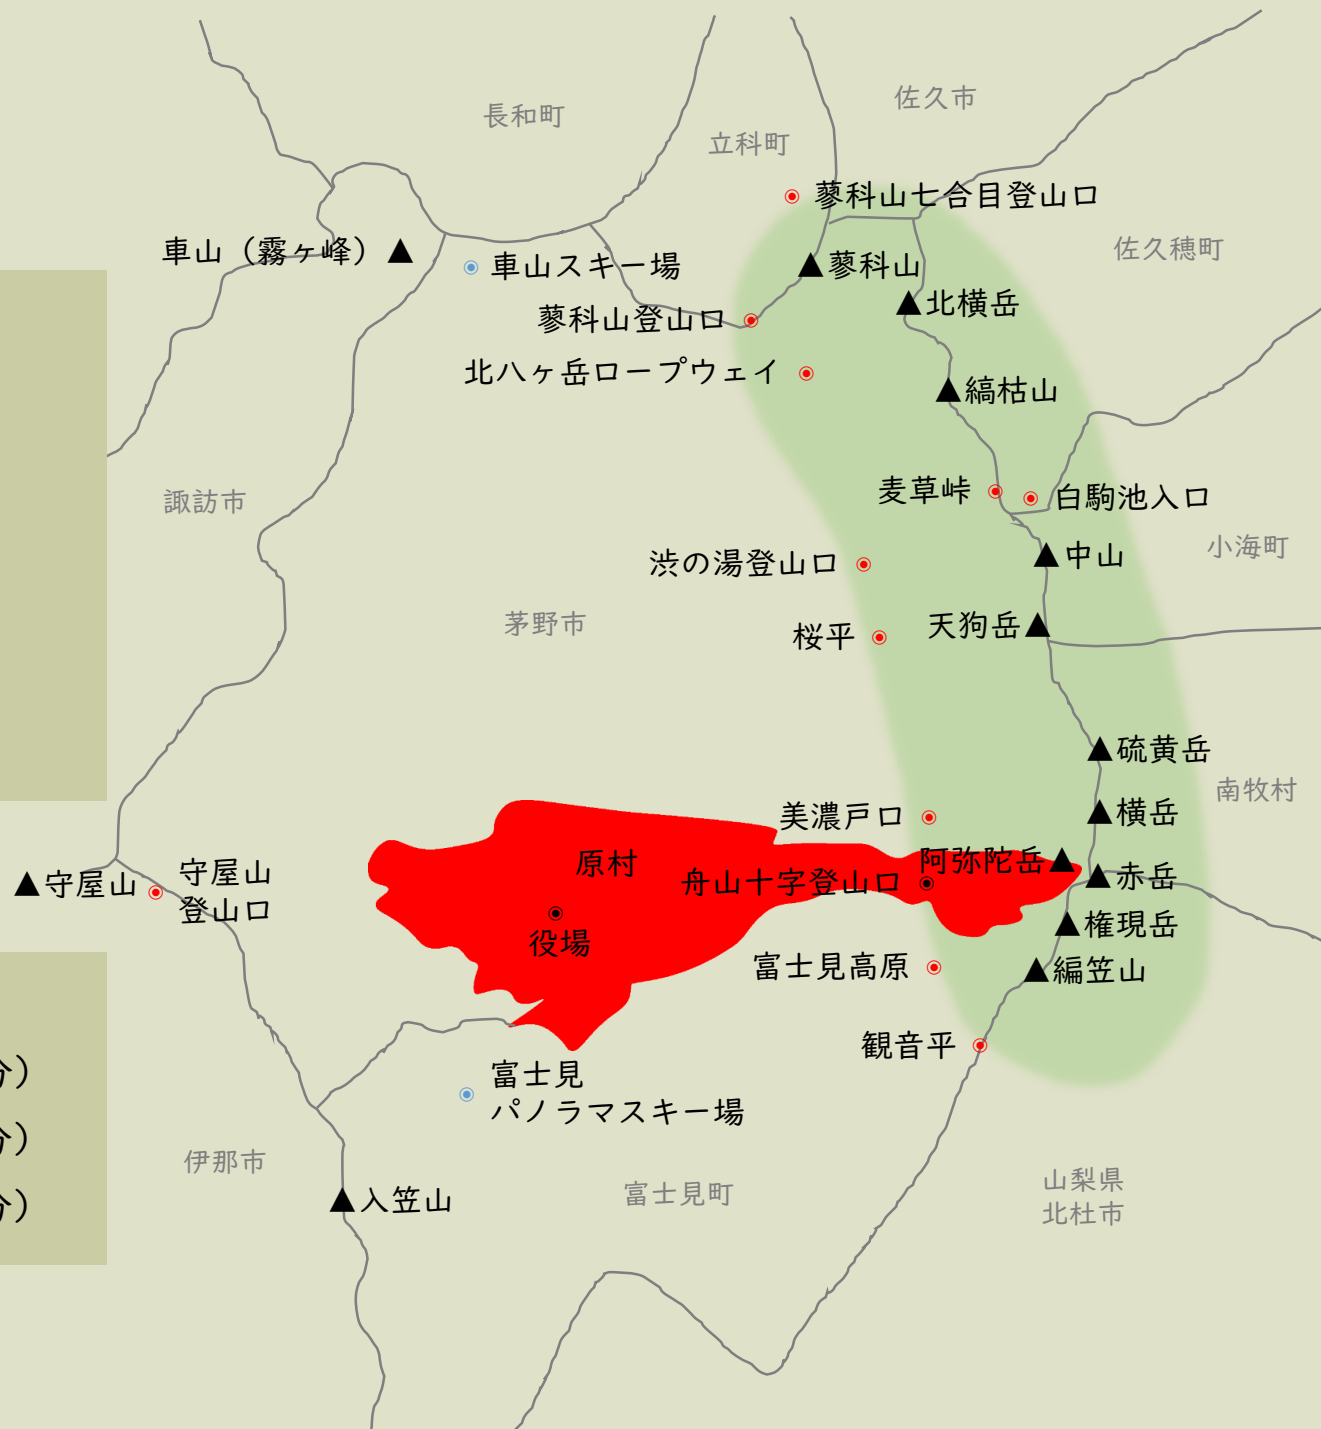 佐久市
長和町
立科町
蓼科山七合目登山口
佐久穂町
車山（霧ヶ峰）
車山スキー場
蓼科山
北横岳
蓼科山登山口
北八ヶ岳ロープウェイ
縞枯山
諏訪市
麦草峠
白駒池入口
小海町
中山
渋の湯登山口
茅野市
天狗岳
桜平
硫黄岳
南牧村
横岳
美濃戸口
原村
阿弥陀岳
守屋山
守屋山
登山口
舟山十字登山口
赤岳
権現岳
役場
富士見高原
編笠山
観音平
分）
富士見
パノラマスキー場
分）
伊那市
山梨県
北杜市
富士見町
入笠山
分）